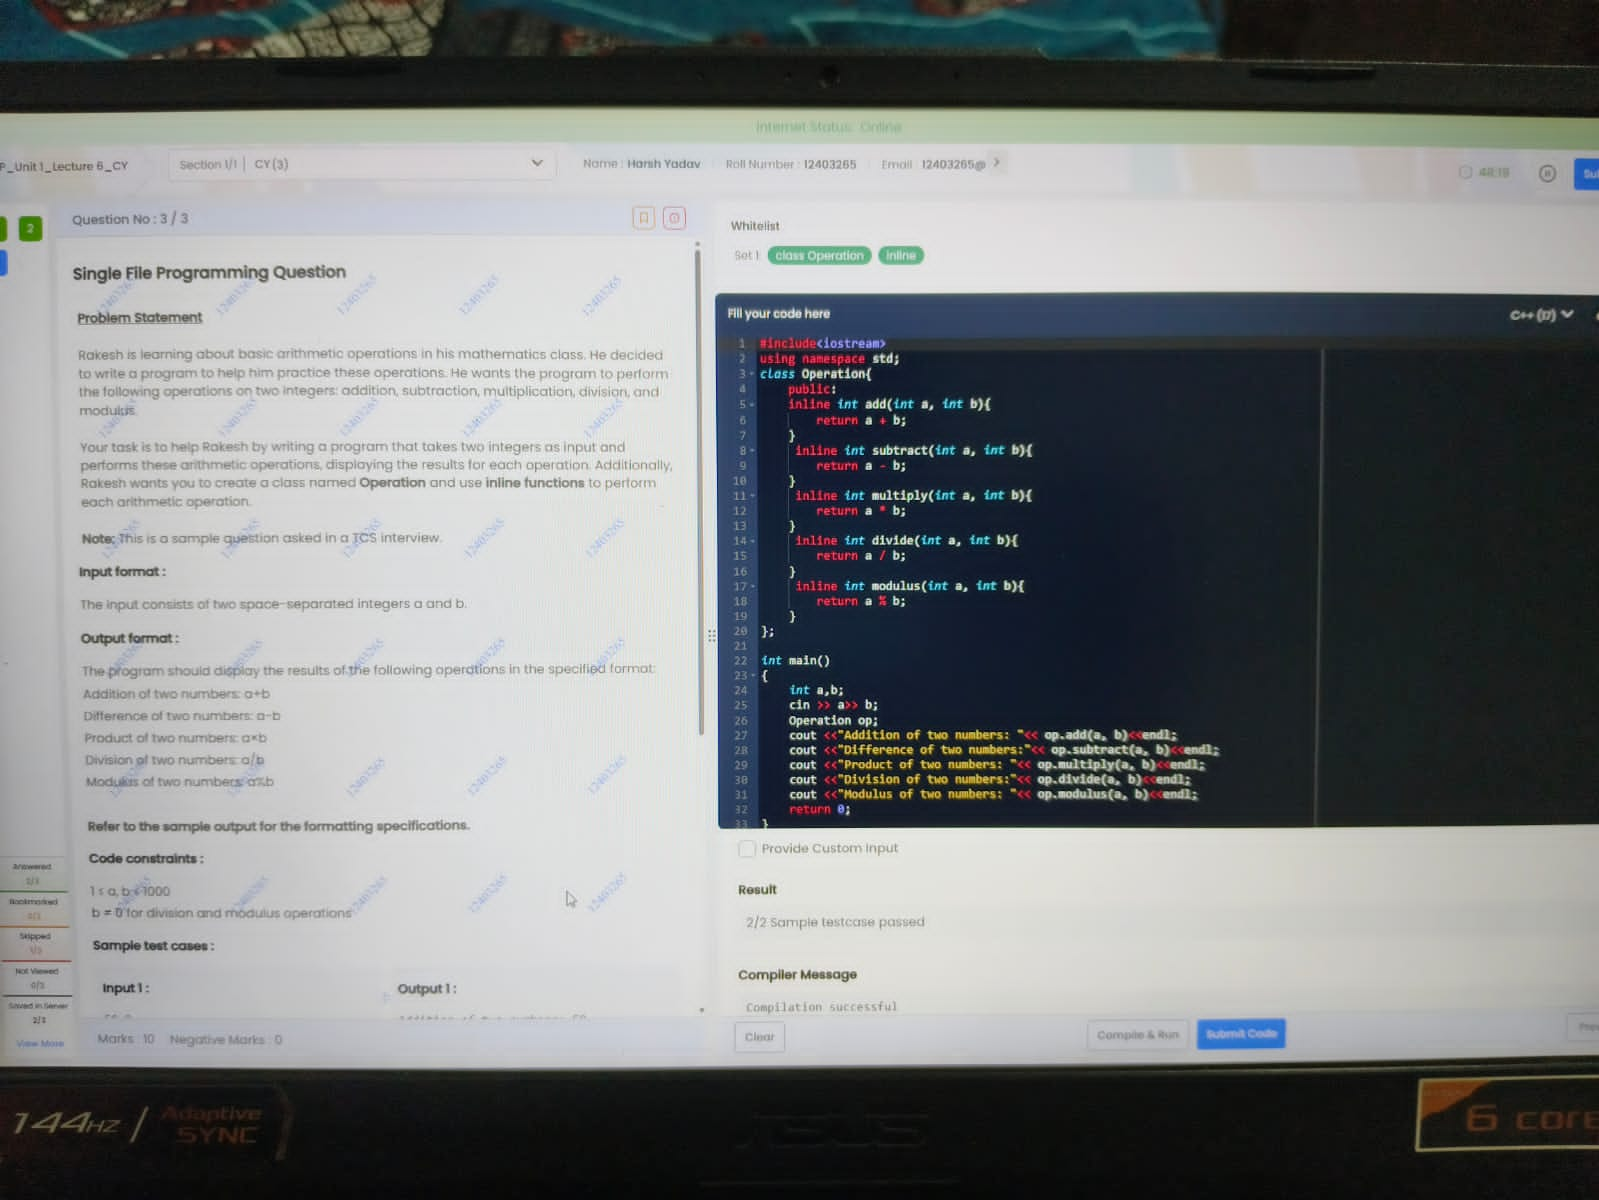 Internet Status: Online
P_Unit 1_Lecture 6_CY
Section 1/1 | CY (3)
Name : Harsh Yadav
Roll Number : 12403265
Email : 12403265@
48:18
2
Question No : 3 / 3
Single File Programming Question
Problem Statement
Rakesh is learning about basic arithmetic operations in his mathematics class. He decided
to write a program to help him practice these operations. He wants the program to perform
the following operations on two integers: addition, subtraction, multiplication, division, and
modulus.
Your task is to help Rakesh by writing a program that takes two integers as input and
performs these arithmetic operations, displaying the results for each operation. Additionally,
Rakesh wants you to create a class named Operation and use inline functions to perform
each arithmetic operation.
Note: This is a sample question asked in a TCS interview.
Input format :
The input consists of two space-separated integers a and b.
Output format :
The program should display the results of the following operations in the specified format:
Addition of two numbers: a+b
Difference of two numbers: a-b
Product of two numbers: a×b
Division of two numbers: a/b
Modulus of two numbers: a%b
Refer to the sample output for the formatting specifications.
Code constraints :
1 ≤ a, b ≤ 1000
b ≠ 0 for division and modulus operations
Sample test cases :
Input 1 :
Output 1 :
Marks : 10 Negative Marks : 0
Answered
Bookmarked
Skipped
1/3
Not Viewed
0/3
Saved in Server
2/3
View More
Whitelist
Set 1: class Operation inline
Fill your code here
C++ (17)
1 #include<iostream>
2 using namespace std;
3 class Operation{
4 public:
5 inline int add(int a, int b){
6 return a + b;
7 }
8 inline int subtract(int a, int b){
9 return a - b;
10 }
11 inline int multiply(int a, int b){
12 return a * b;
13 }
14 inline int divide(int a, int b){
15 return a / b;
16 }
17 inline int modulus(int a, int b){
18 return a % b;
19 }
20 };
21
22 int main()
23 {
24 int a,b;
25 cin >> a>> b;
26 Operation op;
27 cout <<"Addition of two numbers: "<< op.add(a, b)<<endl;
28 cout <<"Difference of two numbers:"<< op.subtract(a, b)<<endl;
29 cout <<"Product of two numbers: "<< op.multiply(a, b)<<endl;
30 cout <<"Division of two numbers:"<< op.divide(a, b)<<endl;
31 cout <<"Modulus of two numbers: "<< op.modulus(a, b)<<endl;
32 return 0;
33 }
Provide Custom Input
Result
2/2 Sample testcase passed
Compiler Message
Compilation successful
Clear
Compile & Run
Submit Code
144HZ / Adaptive
SYNC
ASUS
6 core